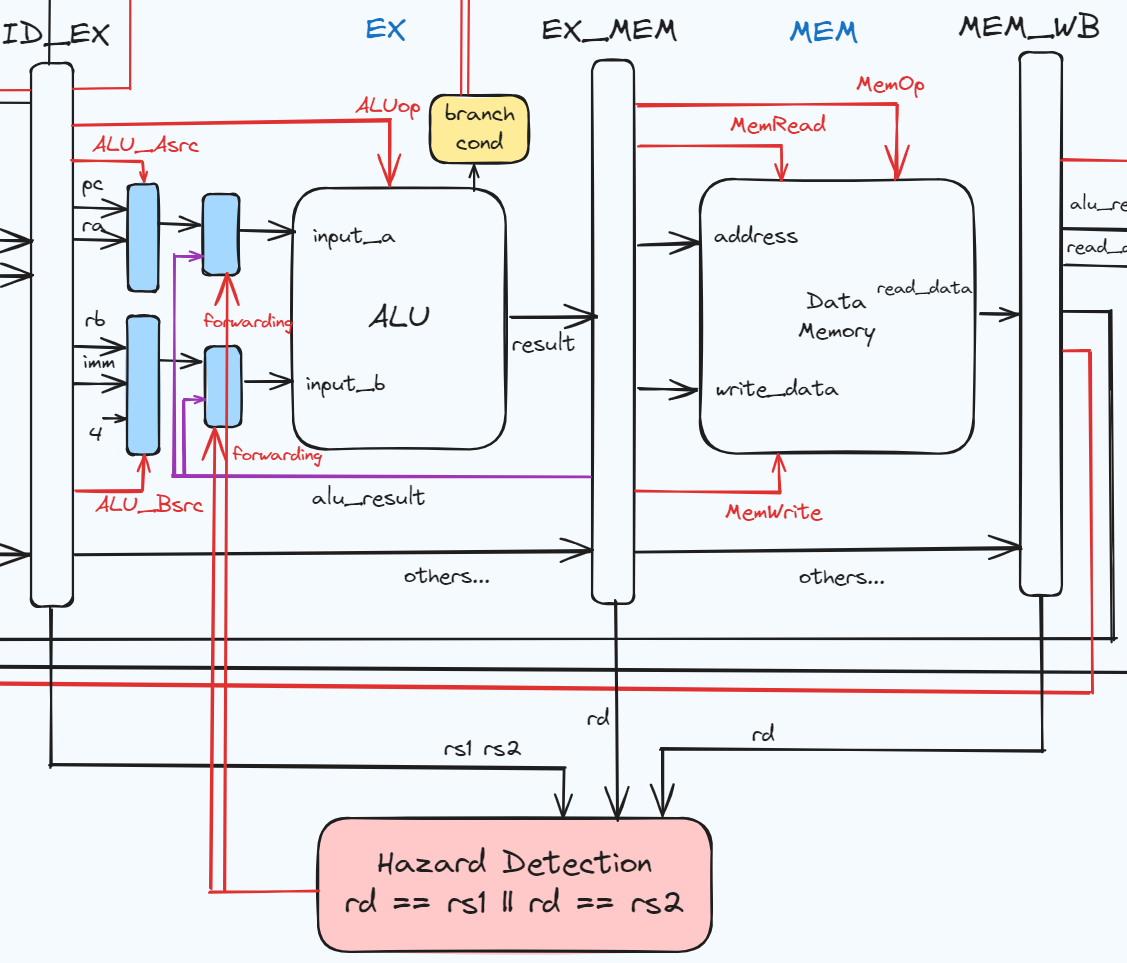 ID_EX
EX
EX_MEM
MEM
MEM_WB
ALUop
branch
cond
MemOp
MemRead
ALU_Asrc
pc
ra
input_a
address
alu_re
read_d
read_data
Data
Memory
ALU
forwarding
rb
imm
4
result
input_b
write_data
forwarding
alu_result
ALU_Bsrc
MemWrite
others...
others...
rd
rd
rs1 rs2
Hazard Detection
rd == rs1 || rd == rs2